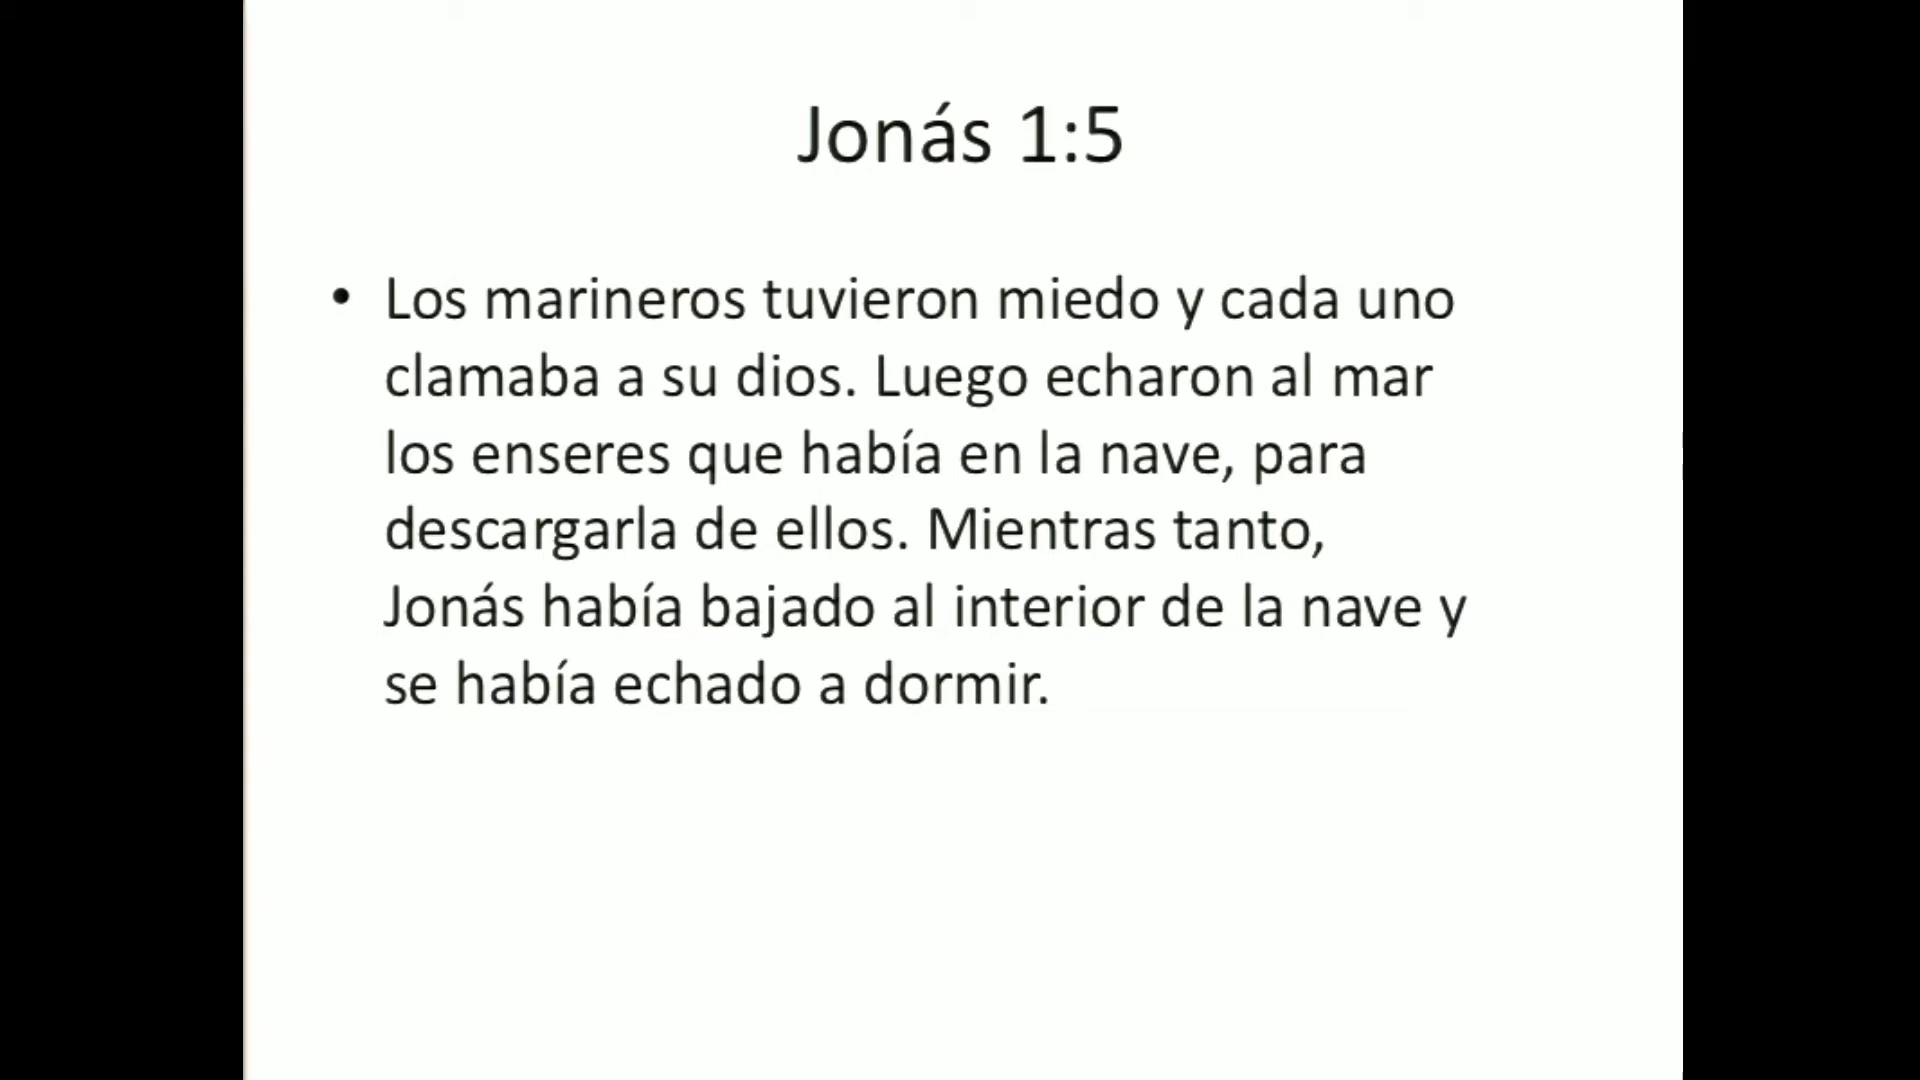 Jonás 1:5
• Los marineros tuvieron miedo y cada uno
clamaba a su dios. Luego echaron al mar
los enseres que había en la nave, para
descargarla de ellos. Mientras tanto,
Jonás había bajado al interior de la nave y
se había echado a dormir.